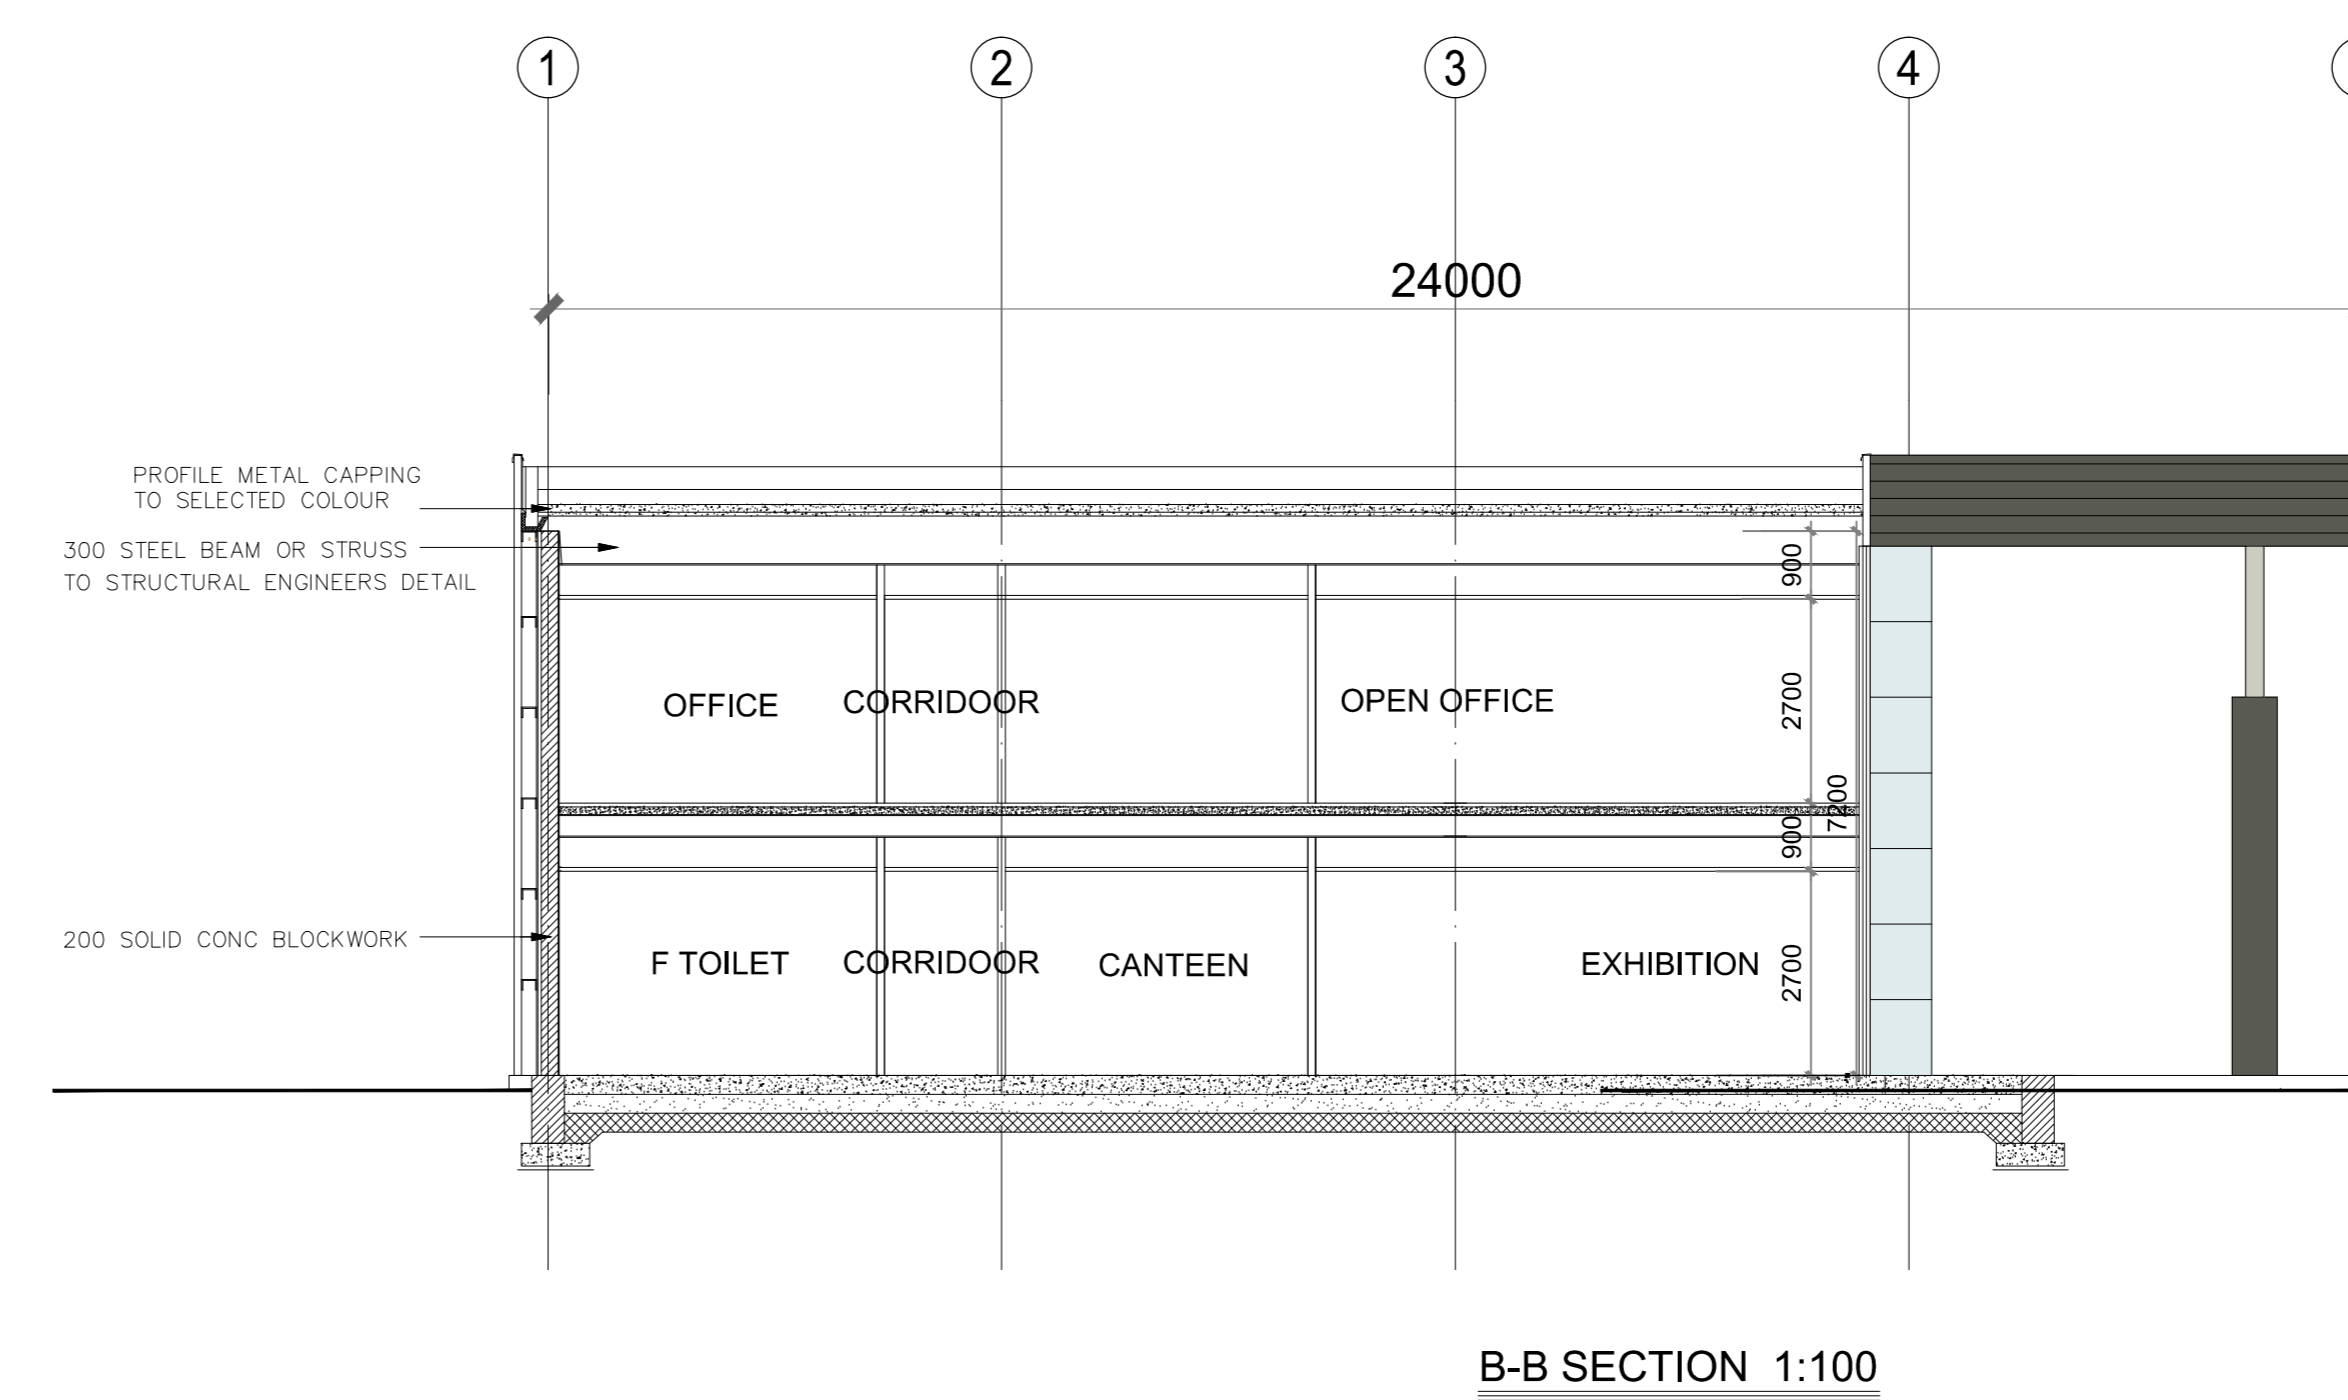 1
2
3
4
24000
PROFILE METAL CAPPING
TO SELECTED COLOUR
300 STEEL BEAM OR STRUSS
TO STRUCTURAL ENGINEERS DETAIL
900
OFFICE
CORRIDOOR
OPEN OFFICE
2700
7200
900
200 SOLID CONC BLOCKWORK
F TOILET
CORRIDOOR
CANTEEN
EXHIBITION
2700
B-B SECTION 1:100